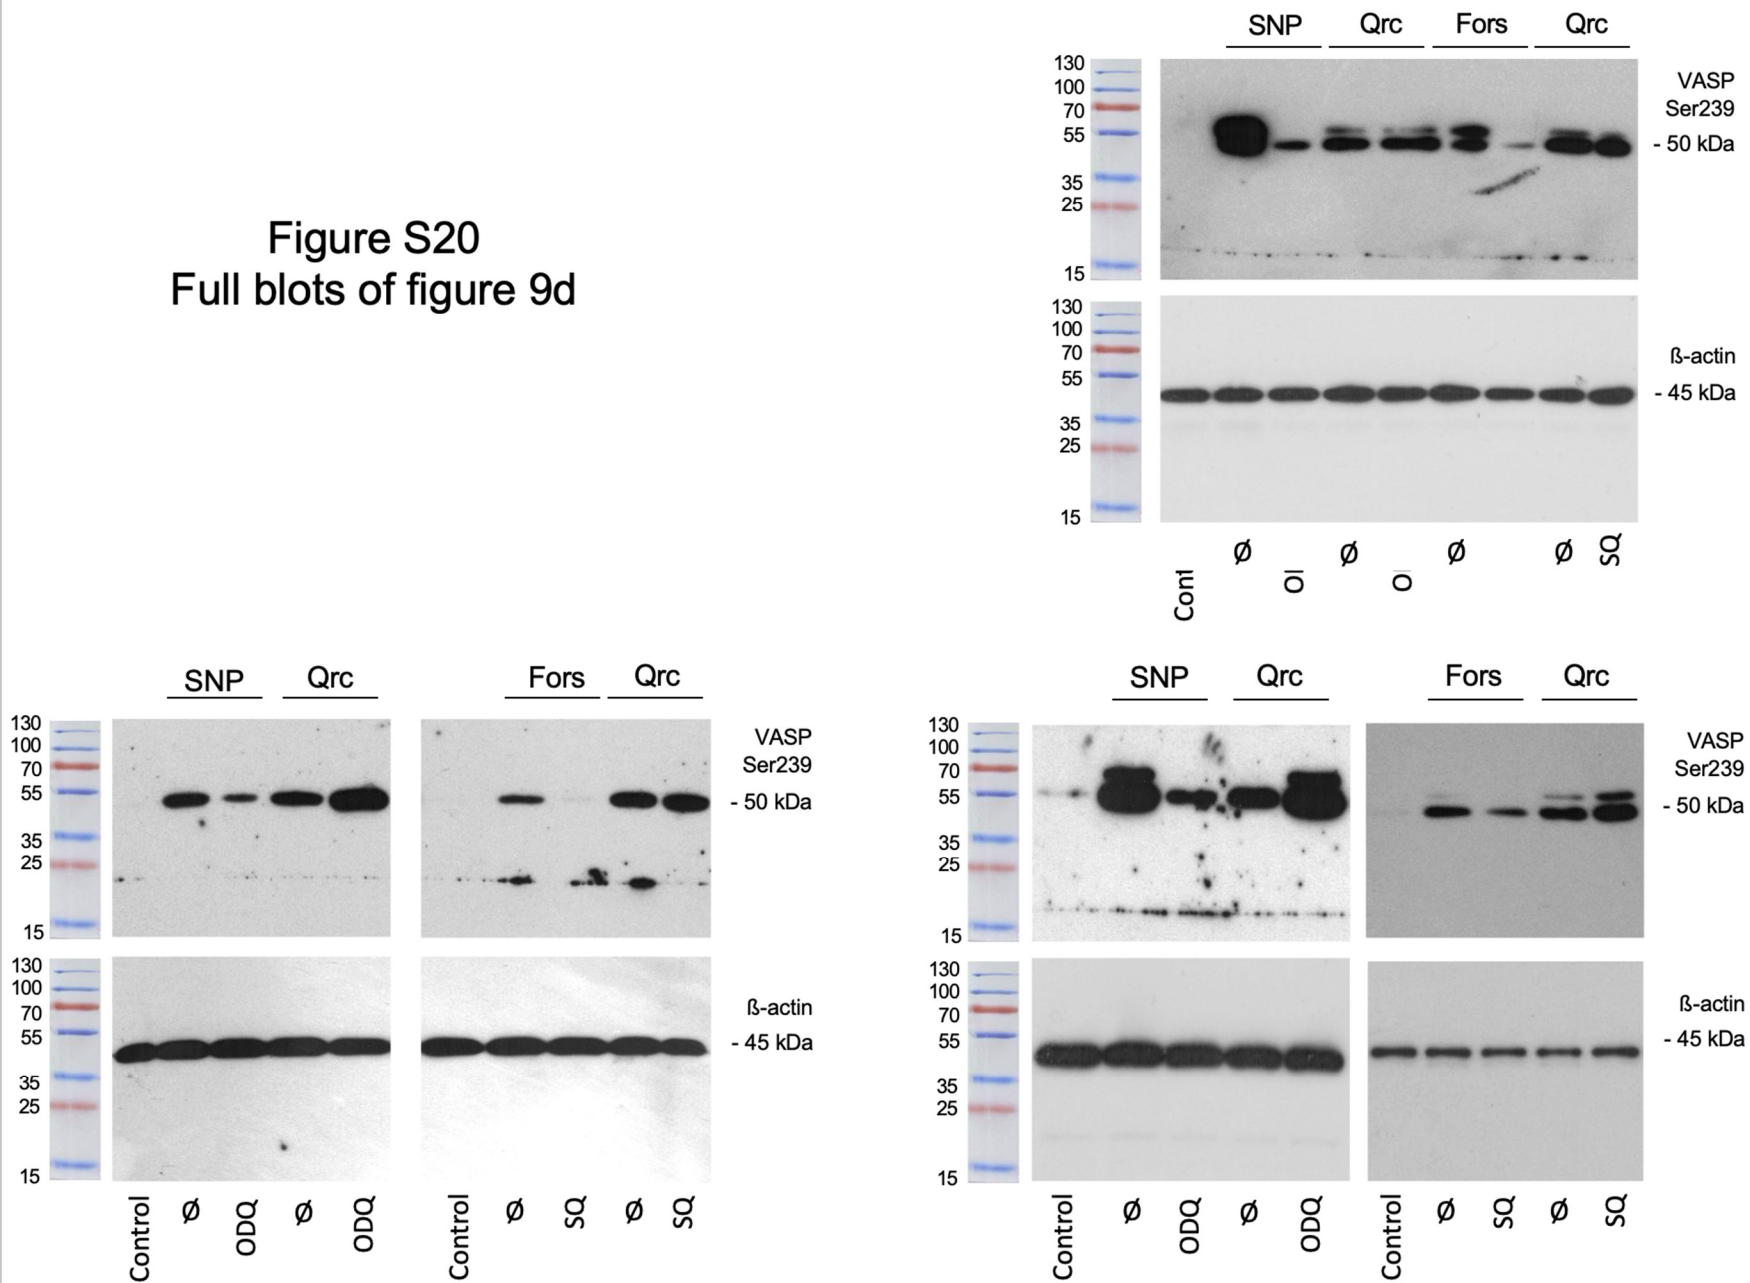 Figure S20
Full blots of figure 9d
SNP Qrc Fors Qrc
130
100
70
55
35
25
15
VASP
Ser239
- 50 kDa
130
100
70
55
35
25
15
ß-actin
- 45 kDa
Ø Ø Ø Ø SQ
SNP Qrc Fors Qrc
130
100
70
55
35
25
15
VASP
Ser239
- 50 kDa
130
100
70
55
35
25
15
ß-actin
- 45 kDa
Control Ø ODQ Ø ODQ Control Ø SQ Ø SQ
SNP Qrc Fors Qrc
130
100
70
55
35
25
15
VASP
Ser239
- 50 kDa
130
100
70
55
35
25
15
ß-actin
- 45 kDa
Control Ø ODQ Ø ODQ Control Ø SQ Ø SQ